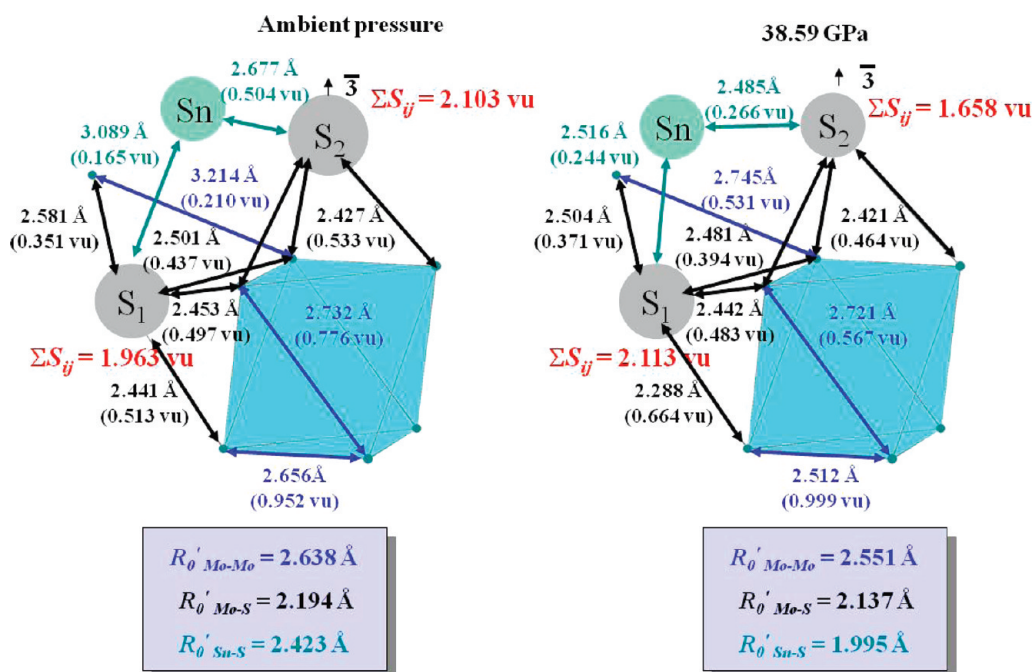 Ambient pressure
2.677 Å
(0.504 vu)
3̅
Sn
S₂
ΣSᵢⱼ = 2.103 vu
3.089 Å
(0.165 vu)
3.214 Å
(0.210 vu)
2.581 Å
(0.351 vu)
2.501 Å
(0.437 vu)
2.427 Å
(0.533 vu)
S₁
2.453 Å
(0.497 vu)
2.732 Å
(0.776 vu)
ΣSᵢⱼ = 1.963 vu
2.441 Å
(0.513 vu)
2.656Å
(0.952 vu)
R₀' Mo-Mo = 2.638 Å
R₀' Mo-S = 2.194 Å
R₀' Sn-S = 2.423 Å
38.59 GPa
2.485Å
(0.266 vu)
3̅
Sn
S₂
ΣSᵢⱼ = 1.658 vu
2.516 Å
(0.244 vu)
2.745Å
(0.531 vu)
2.504 Å
(0.371 vu)
2.481 Å
(0.394 vu)
2.421 Å
(0.464 vu)
S₁
2.442 Å
(0.483 vu)
2.721Å
(0.567 vu)
ΣSᵢⱼ = 2.113 vu
2.288 Å
(0.664 vu)
2.512 Å
(0.999 vu)
R₀' Mo-Mo = 2.551 Å
R₀' Mo-S = 2.137 Å
R₀' Sn-S = 1.995 Å